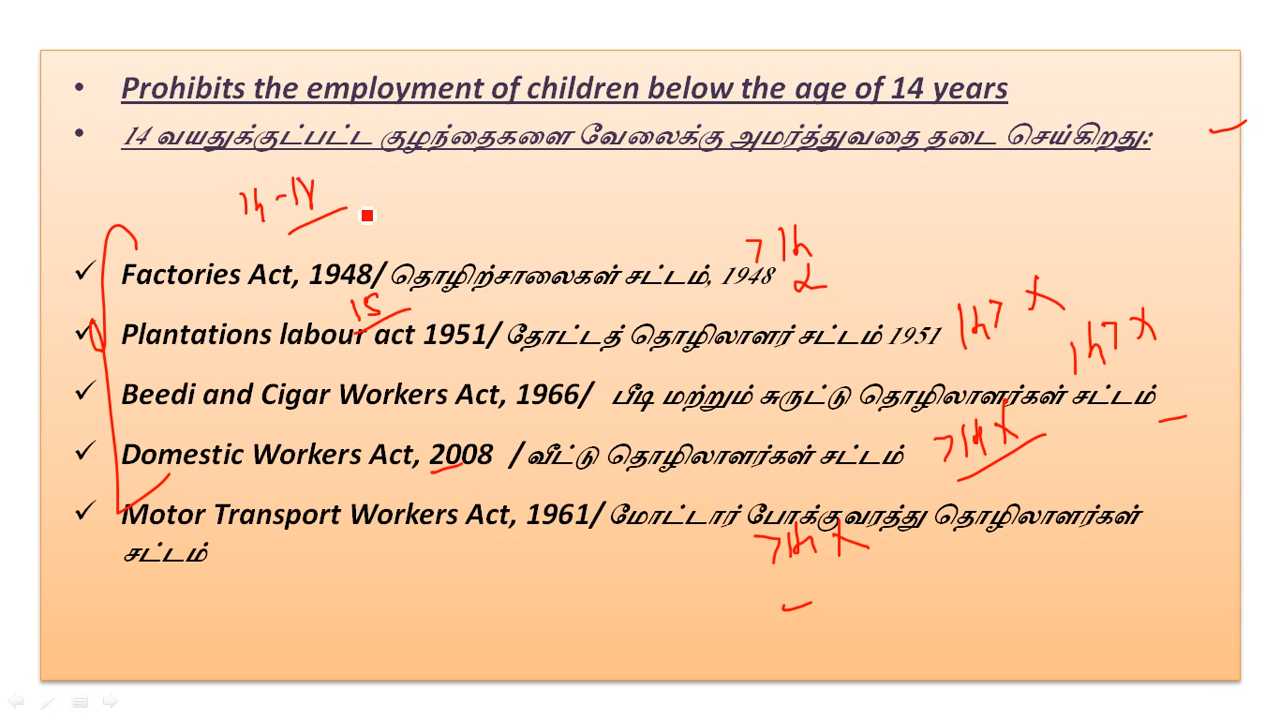 Prohibits the employment of children below the age of 14 years
14 வயதுக்குட்பட்ட குழந்தைகளை வேலைக்கு அமர்த்துவதை தடை செய்கிறது:
14 - 18
Factories Act, 1948/ தொழிற்சாலைகள் சட்டம், 1948
15
Plantations labour act 1951/ தோட்டத் தொழிலாளர் சட்டம் 1951
Beedi and Cigar Workers Act, 1966/ பீடி மற்றும் சுருட்டு தொழிலாளர்கள் சட்டம்
Domestic Workers Act, 2008 /வீட்டு தொழிலாளர்கள் சட்டம்
Motor Transport Workers Act, 1961/ மோட்டார் போக்குவரத்து தொழிலாளர்கள்
சட்டம்